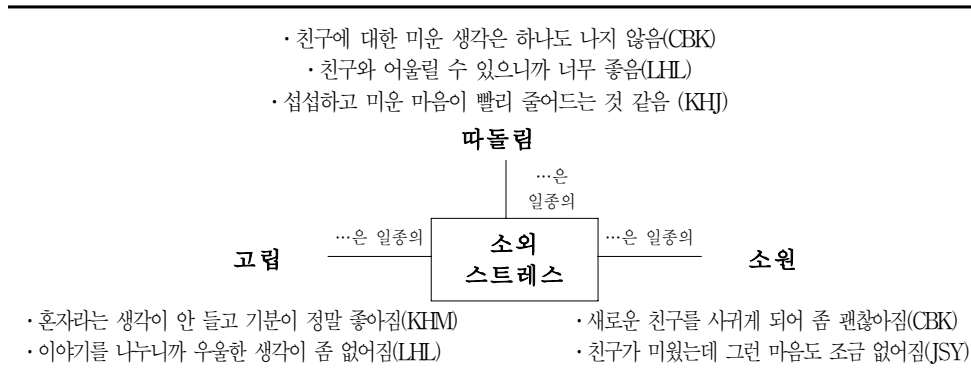 · 친구에 대한 미운 생각은 하나도 나지 않음(CBK)
· 친구와 어울릴 수 있으니까 너무 좋음(LHL)
· 섭섭하고 미운 마음이 빨리 줄어드는 것 같음 (KHJ)
따돌림
…은
일종의
고립
…은 일종의
소외
스트레스
…은 일종의
소원
· 혼자라는 생각이 안 들고 기분이 정말 좋아짐(KHM)
· 이야기를 나누니까 우울한 생각이 좀 없어짐(LHL)
· 새로운 친구를 사귀게 되어 좀 괜찮아짐(CBK)
· 친구가 미웠는데 그런 마음도 조금 없어짐(JSY)